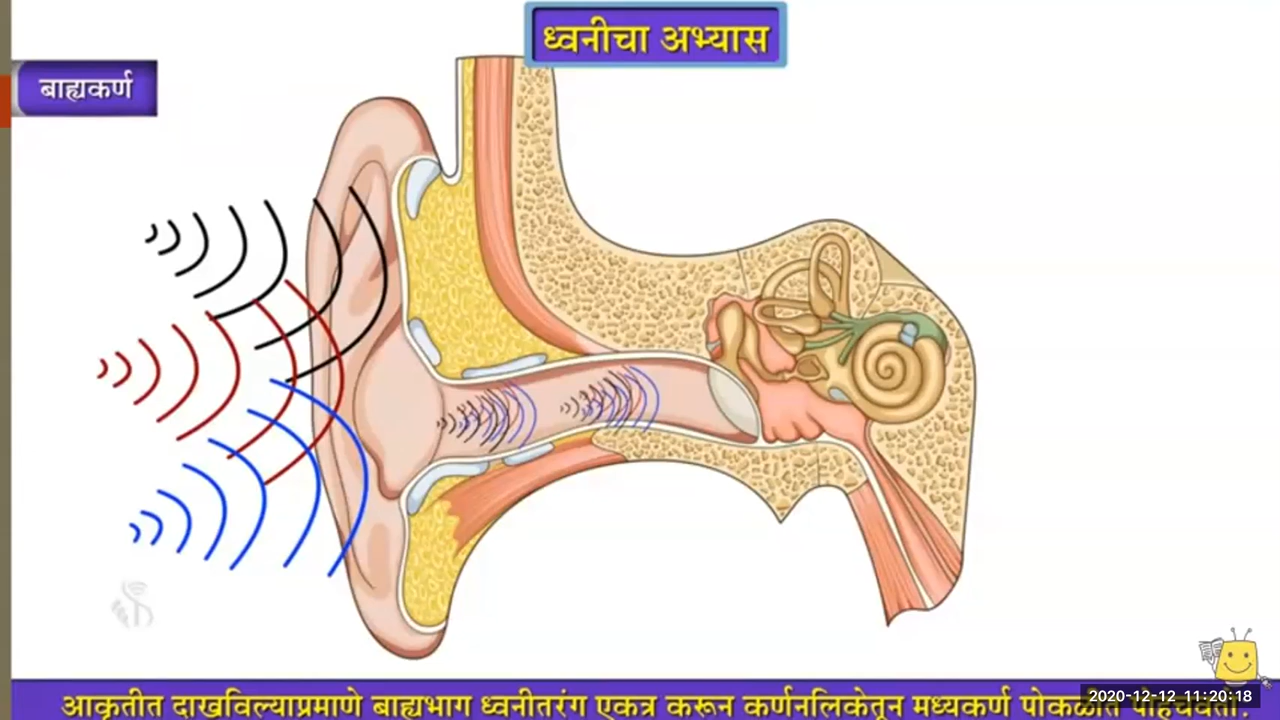 ध्वनीचा अभ्यास
बाह्यकर्ण
आकृतीत दाखविल्याप्रमाणे बाह्यभाग ध्वनीतरंग एकत्र करून कर्णनलिकेतून मध्यकर्ण पोकळीत
2020-12-12 11:20:18